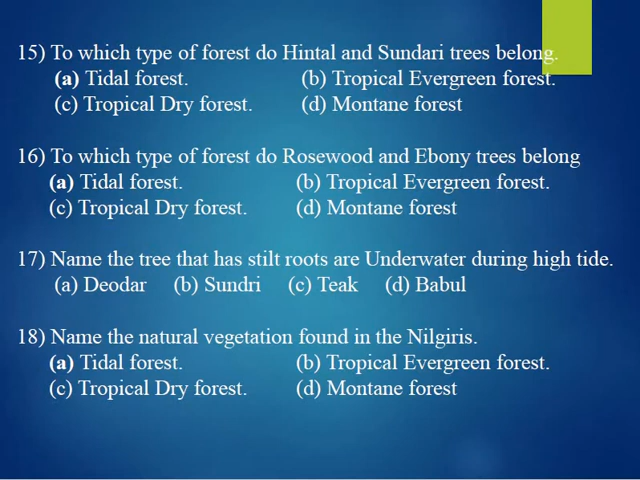 15) To which type of forest do Hintal and Sundari trees belong.
(a) Tidal forest. (b) Tropical Evergreen forest.
(c) Tropical Dry forest. (d) Montane forest
16) To which type of forest do Rosewood and Ebony trees belong
(a) Tidal forest. (b) Tropical Evergreen forest.
(c) Tropical Dry forest. (d) Montane forest
17) Name the tree that has stilt roots are Underwater during high tide.
(a) Deodar (b) Sundri (c) Teak (d) Babul
18) Name the natural vegetation found in the Nilgiris.
(a) Tidal forest. (b) Tropical Evergreen forest.
(c) Tropical Dry forest. (d) Montane forest